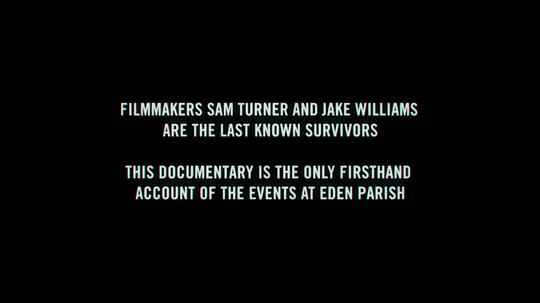 FILMMAKERS SAM TURNER AND JAKE WILLIAMS
ARE THE LAST KNOWN SURVIVORS
THIS DOCUMENTARY IS THE ONLY FIRSTHAND
ACCOUNT OF THE EVENTS AT EDEN PARISH